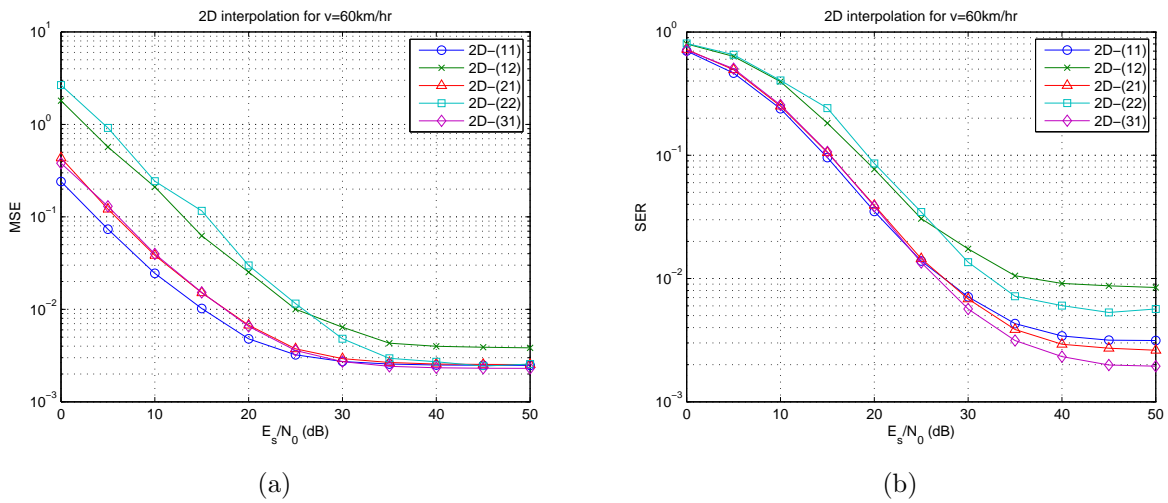 2D interpolation for v=60km/hr
10^1
10^0
10^−1
10^−2
10^−3
MSE
0 10 20 30 40 50
E_s/N_0 (dB)
2D−(11)
2D−(12)
2D−(21)
2D−(22)
2D−(31)
(a)
2D interpolation for v=60km/hr
10^0
10^−1
10^−2
10^−3
10^−4
SER
0 10 20 30 40 50
E_s/N_0 (dB)
2D−(11)
2D−(12)
2D−(21)
2D−(22)
2D−(31)
(b)